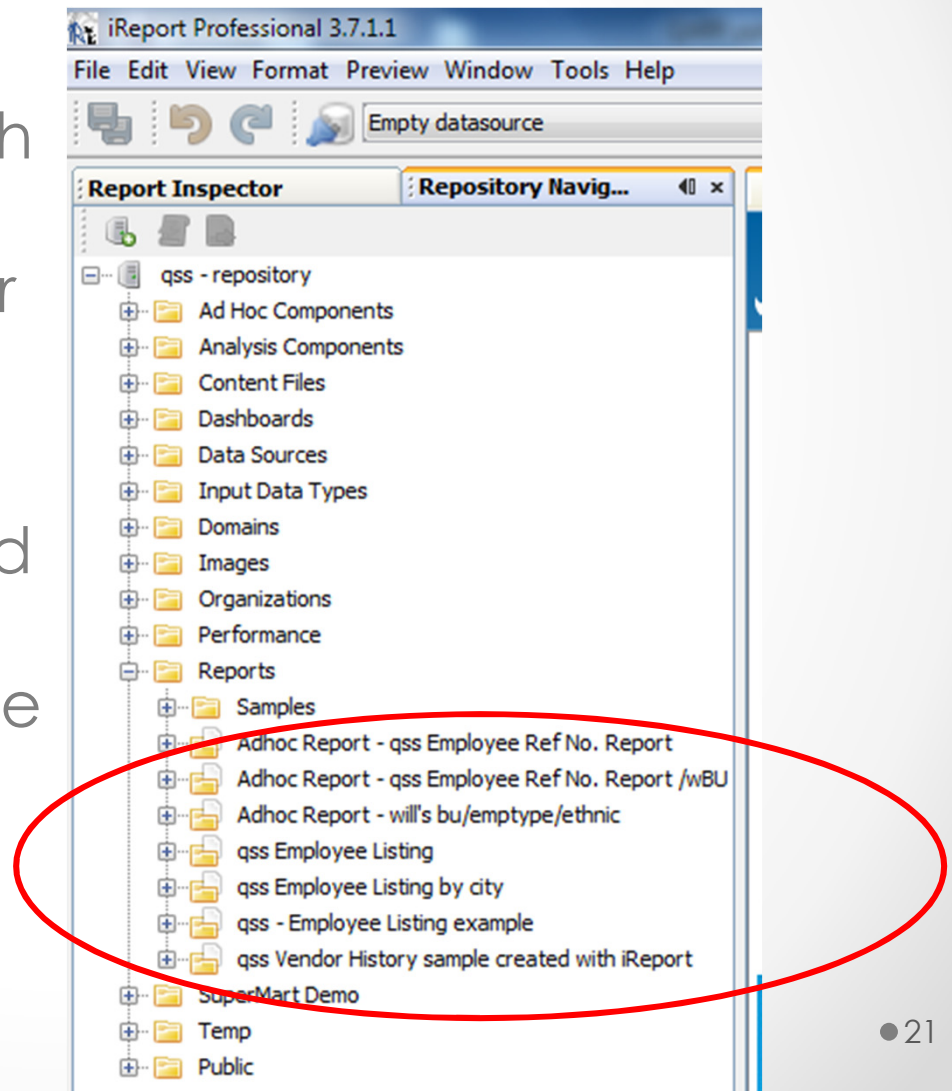 iReport Professional 3.7.1.1
File Edit View Format Preview Window Tools Help
h
Empty datasource
Report Inspector
Repository Navig...
r
qss - repository
Ad Hoc Components
Analysis Components
Content Files
Dashboards
Data Sources
Input Data Types
d
Domains
Images
Organizations
Performance
Reports
e
Samples
Adhoc Report - qss Employee Ref No. Report
Adhoc Report - qss Employee Ref No. Report /wBU
Adhoc Report - will's bu/emptype/ethnic
qss Employee Listing
qss Employee Listing by city
qss - Employee Listing example
qss Vendor History sample created with iReport
SuperMart Demo
Temp
21
Public